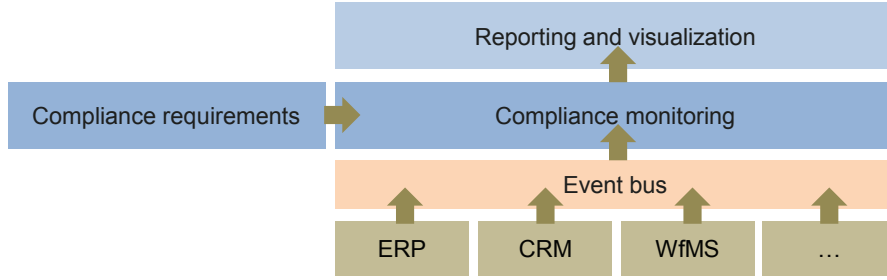 Reporting and visualization
Compliance requirements
Compliance monitoring
Event bus
ERP
CRM
WfMS
…